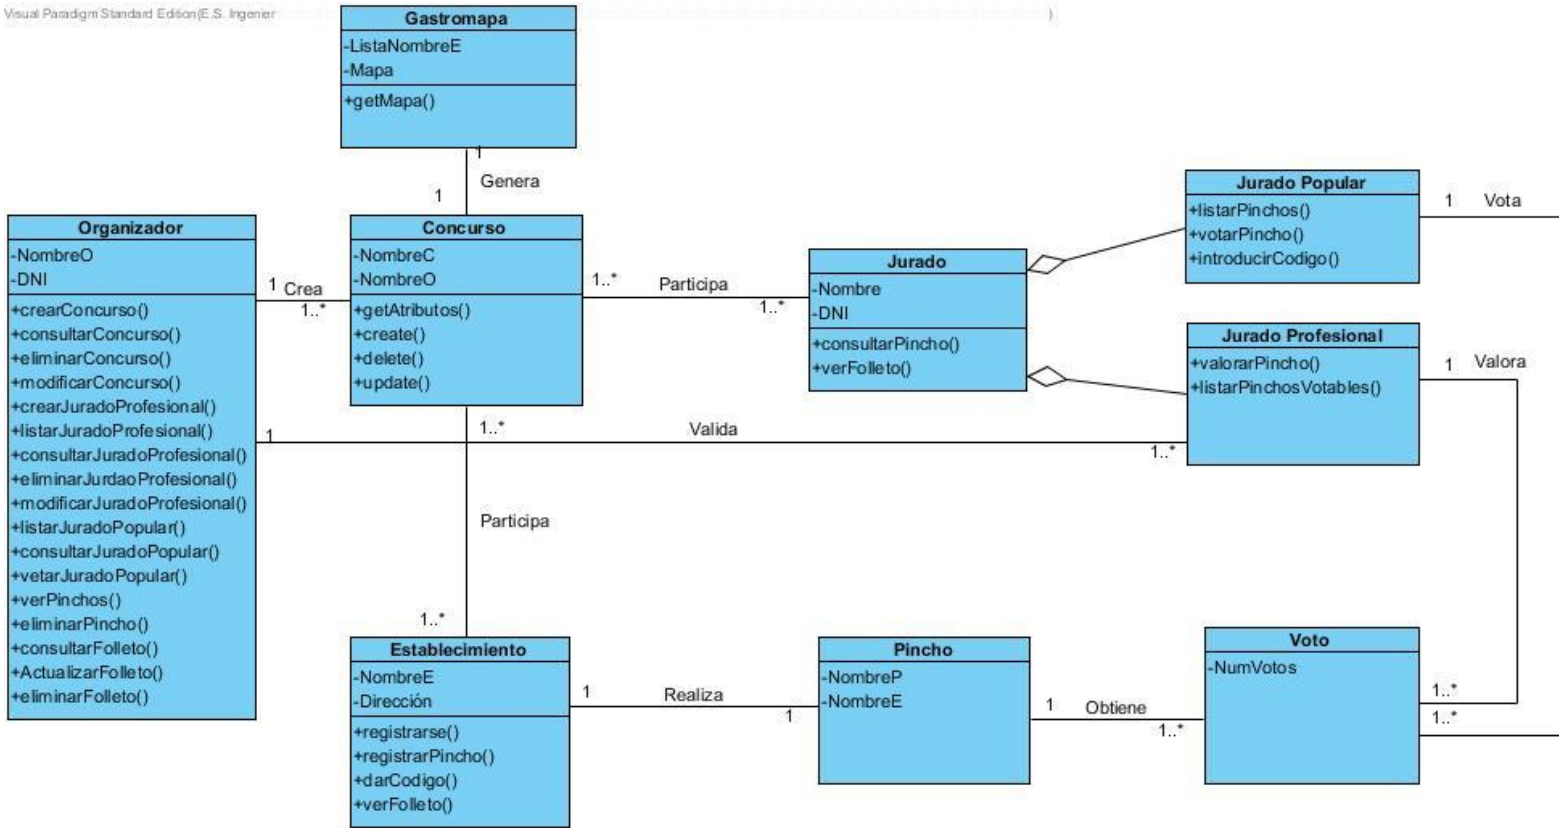 Visual Paradigm Standard Edition(E.S. Ingenier )
Gastromapa
-ListaNombreE
-Mapa
+getMapa()
1
Genera
1
Organizador
-NombreO
-DNI
+crearConcurso()
+consultarConcurso()
+eliminarConcurso()
+modificarConcurso()
+crearJuradoProfesional()
+listarJuradoProfesional()
+consultarJuradoProfesional()
+eliminarJurdaoProfesional()
+modificarJuradoProfesional()
+listarJuradoPopular()
+consultarJuradoPopular()
+vetarJuradoPopular()
+verPinchos()
+eliminarPincho()
+consultarFolleto()
+ActualizarFolleto()
+eliminarFolleto()
1 Crea
1..*
Concurso
-NombreC
-NombreO
+getAtributos()
+create()
+delete()
+update()
1..*
Participa
1..*
Jurado
-Nombre
-DNI
+consultarPincho()
+verFolleto()
Jurado Popular
+listarPinchos()
+votarPincho()
+introducirCodigo()
1 Vota
Jurado Profesional
+valorarPincho()
+listarPinchosVotables()
1 Valora
1
Valida
1..*
1..*
Participa
1..*
Establecimiento
-NombreE
-Dirección
+registrarse()
+registrarPincho()
+darCodigo()
+verFolleto()
1
Realiza
1
Pincho
-NombreP
-NombreE
1
Obtiene
1..*
Voto
-NumVotos
1..*
1..*